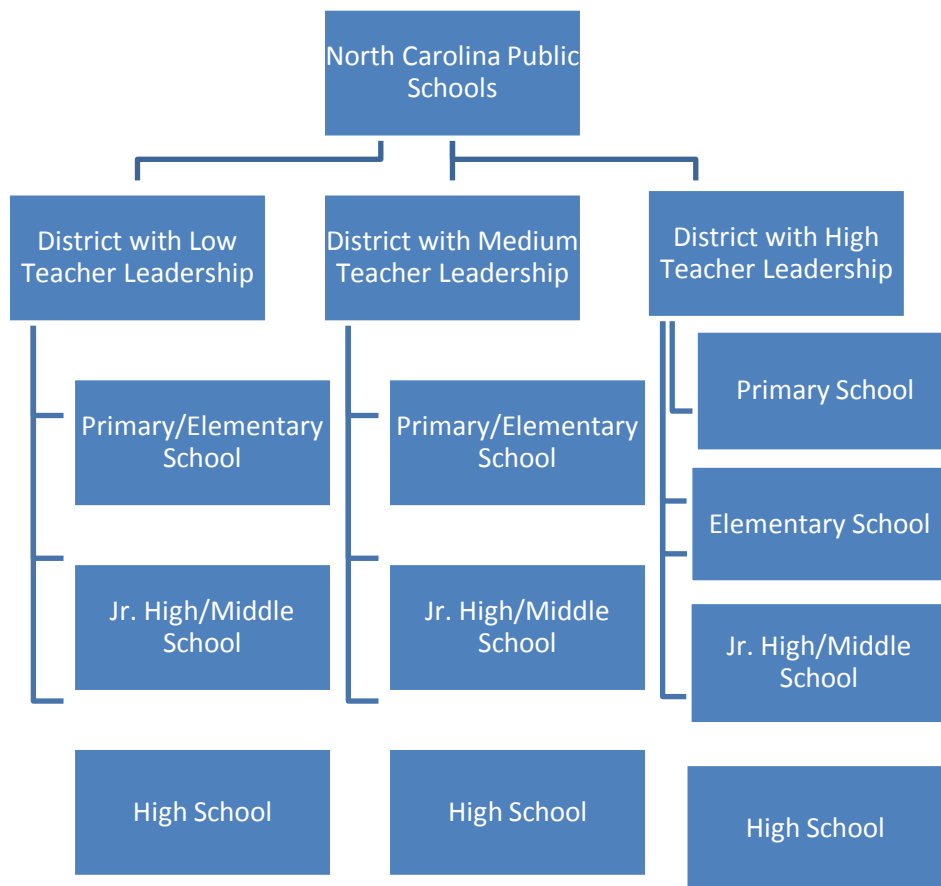 North Carolina Public
Schools
District with Low
Teacher Leadership
Primary/Elementary
School
Jr. High/Middle
School
High School
District with Medium
Teacher Leadership
Primary/Elementary
School
Jr. High/Middle
School
High School
District with High
Teacher Leadership
Primary School
Elementary School
Jr. High/Middle
School
High School